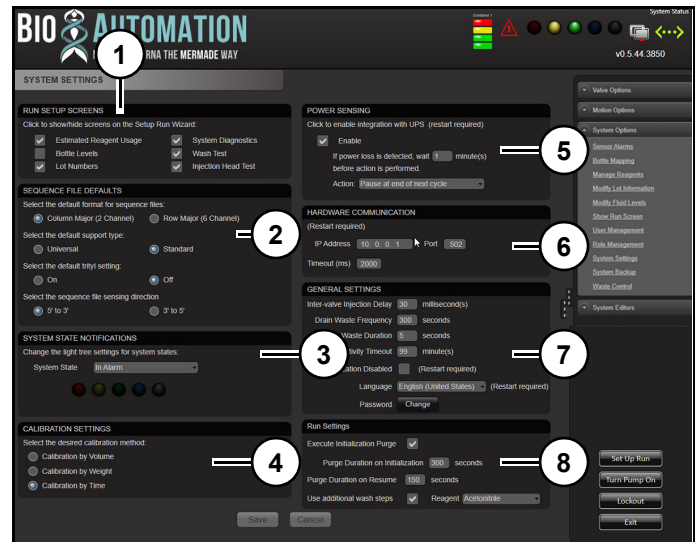 Container 1
System Status
BIO AUTOMATION
RNA THE MERMADE WAY
v0.5.44.3850
1
SYSTEM SETTINGS
RUN SETUP SCREENS
Click to show/hide screens on the Setup Run Wizard:
Estimated Reagent Usage
System Diagnostics
Bottle Levels
Wash Test
Lot Numbers
Injection Head Test
SEQUENCE FILE DEFAULTS
Select the default format for sequence files:
Column Major (2 Channel)
Row Major (6 Channel)
Select the default support type:
Universal
Standard
2
Select the default trityl setting:
On
Off
Select the sequence file sensing direction
5' to 3'
3' to 5'
SYSTEM STATE NOTIFICATIONS
Change the light tree settings for system states:
System State
In Alarm
3
CALIBRATION SETTINGS
Select the desired calibration method:
Calibration by Volume
Calibration by Weight
Calibration by Time
4
POWER SENSING
Click to enable integration with UPS (restart required)
Enable
If power loss is detected, wait 1 minute(s)
before action is performed.
Action: Pause at end of next cycle
5
HARDWARE COMMUNICATION
(Restart required)
IP Address 10. 0. 0. 1 Port 502
Timeout (ms) 2000
6
GENERAL SETTINGS
Inter-valve Injection Delay 30 millisecond(s)
Drain Waste Frequency 300 seconds
Waste Duration 5 seconds
Timeout 99 minute(s)
Disabled (Restart required)
Language English (United States) (Restart required)
Password Change
7
Run Settings
Execute Initialization Purge
Purge Duration on Initialization 300 seconds
Purge Duration on Resume 150 seconds
Use additional wash steps Reagent Acetonitrile
8
Save
Cancel
Valve Options
Motion Options
System Options
Sensor Alarms
Bottle Mapping
Manage Reagents
Modify Lot Information
Modify Fluid Levels
Show Run Screen
User Management
Role Management
System Settings
System Backup
Waste Control
System Editors
Set Up Run
Turn Pump On
Lockout
Exit